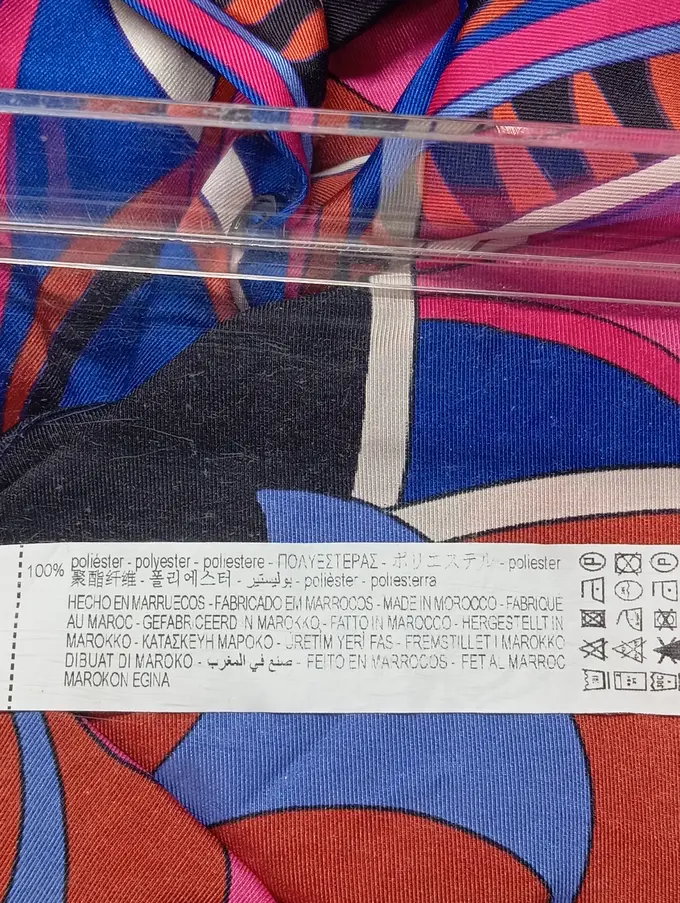 100% poliéster - polyester - poliestere - ΠΟΛΥΕΣΤΕΡΑΣ - ポリエステル - poliester
聚酯纤维 - 폴리에스터 - بوليستير - polièster - poliesterra
HECHO EN MARRUECOS - FABRICADO EM MARROCOS - MADE IN MOROCCO - FABRIQUE
AU MAROC - GEFABRICEERD IN MAROKKO - FATTO IN MAROCCO - HERGESTELLT IN
MAROKKO - ΚΑΤΑΣΚΕΥΗ ΜΑΡΟΚΟ - ÜRETİM YERİ FAS - FREMSTILLET I MAROKKO
DIBUAT DI MAROKO - صنع في المغرب - FEITO EN MARROCOS - FET AL MARROC
MAROKON EGINA